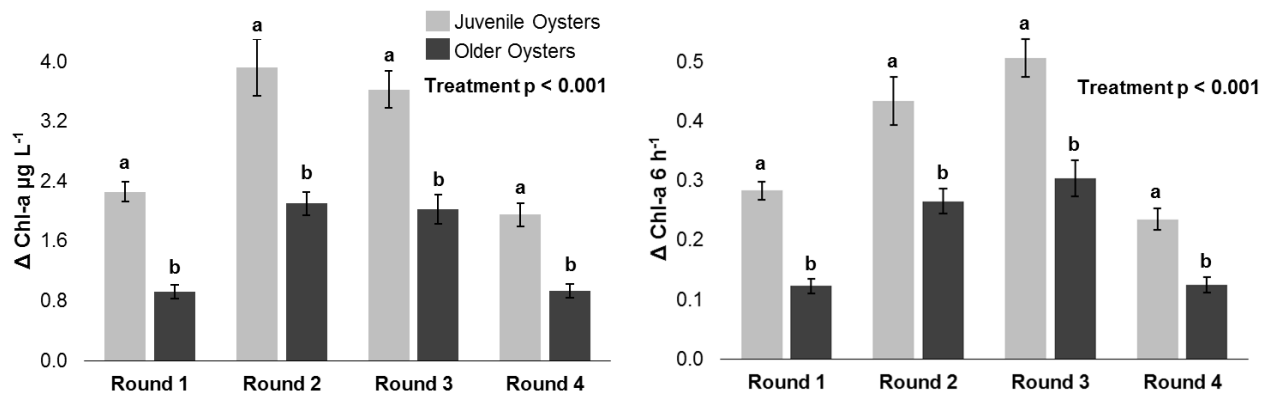 Δ Chl-a µg L-1
4.0
3.2
2.4
1.6
0.8
0.0
Juvenile Oysters
Older Oysters
Treatment p < 0.001
a
b
a
b
a
b
a
b
Round 1
Round 2
Round 3
Round 4
Δ Chl-a 6 h-1
0.5
0.4
0.3
0.2
0.1
0.0
Treatment p < 0.001
a
b
a
b
a
b
a
b
Round 1
Round 2
Round 3
Round 4